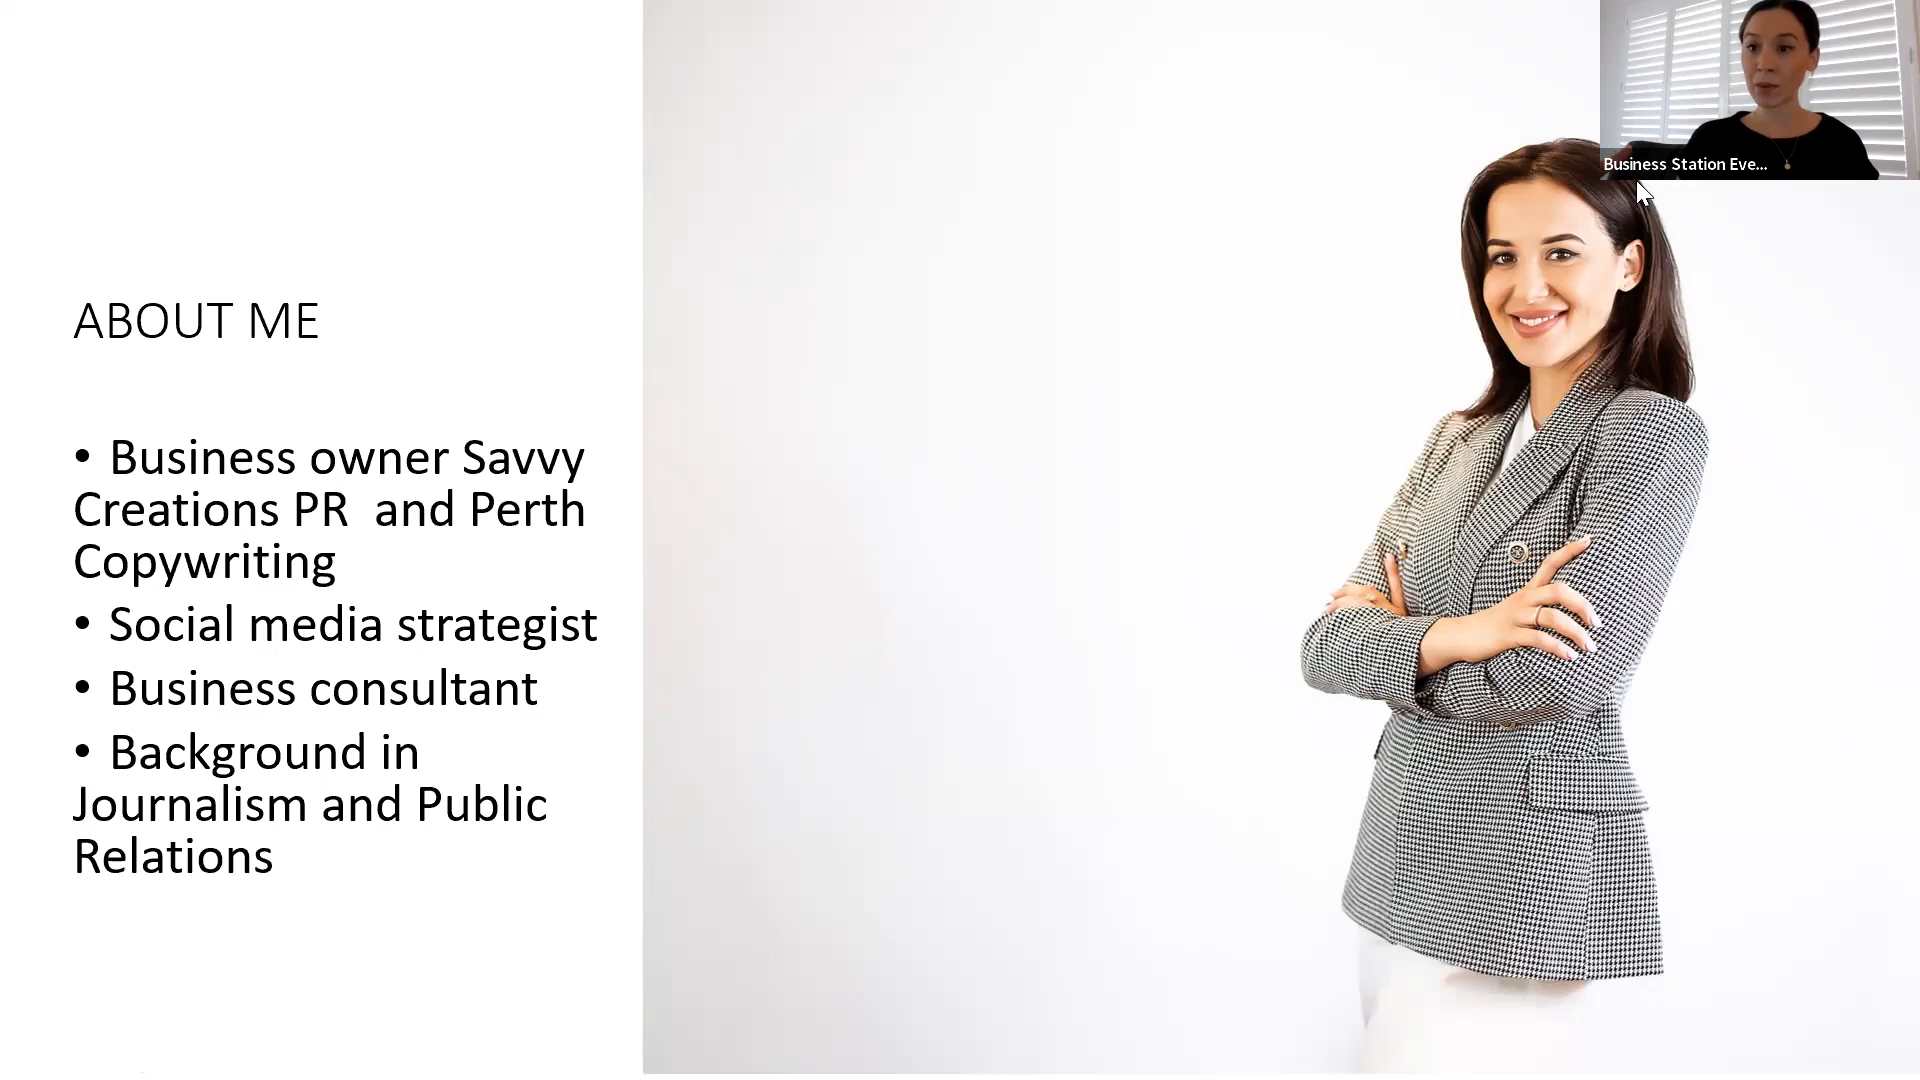 Business Station Eve...
ABOUT ME
• Business owner Savvy
Creations PR  and Perth
Copywriting
• Social media strategist
• Business consultant
• Background in
Journalism and Public
Relations